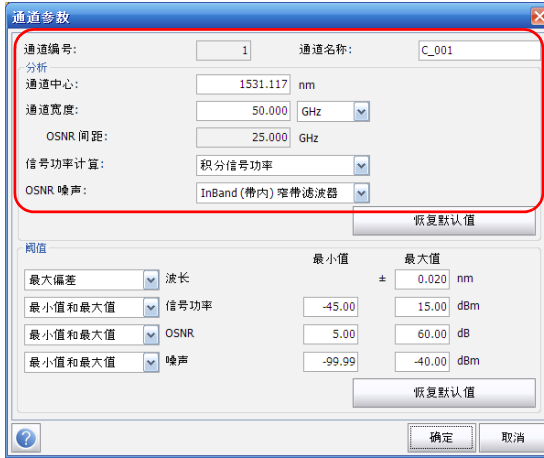 通道参数
通道编号: 1 通道名称: C_001
分析
通道中心: 1531.117 nm
通道宽度: 50.000 GHz
OSNR 间距: 25.000 GHz
信号功率计算: 积分信号功率
OSNR 噪声: InBand (带内) 窄带滤波器
恢复默认值
阈值
最小值 最大值
最大偏差 波长 ± 0.020 nm
最小值和最大值 信号功率 -45.00 15.00 dBm
最小值和最大值 OSNR 5.00 60.00 dB
最小值和最大值 噪声 -99.99 -40.00 dBm
恢复默认值
? 确定 取消